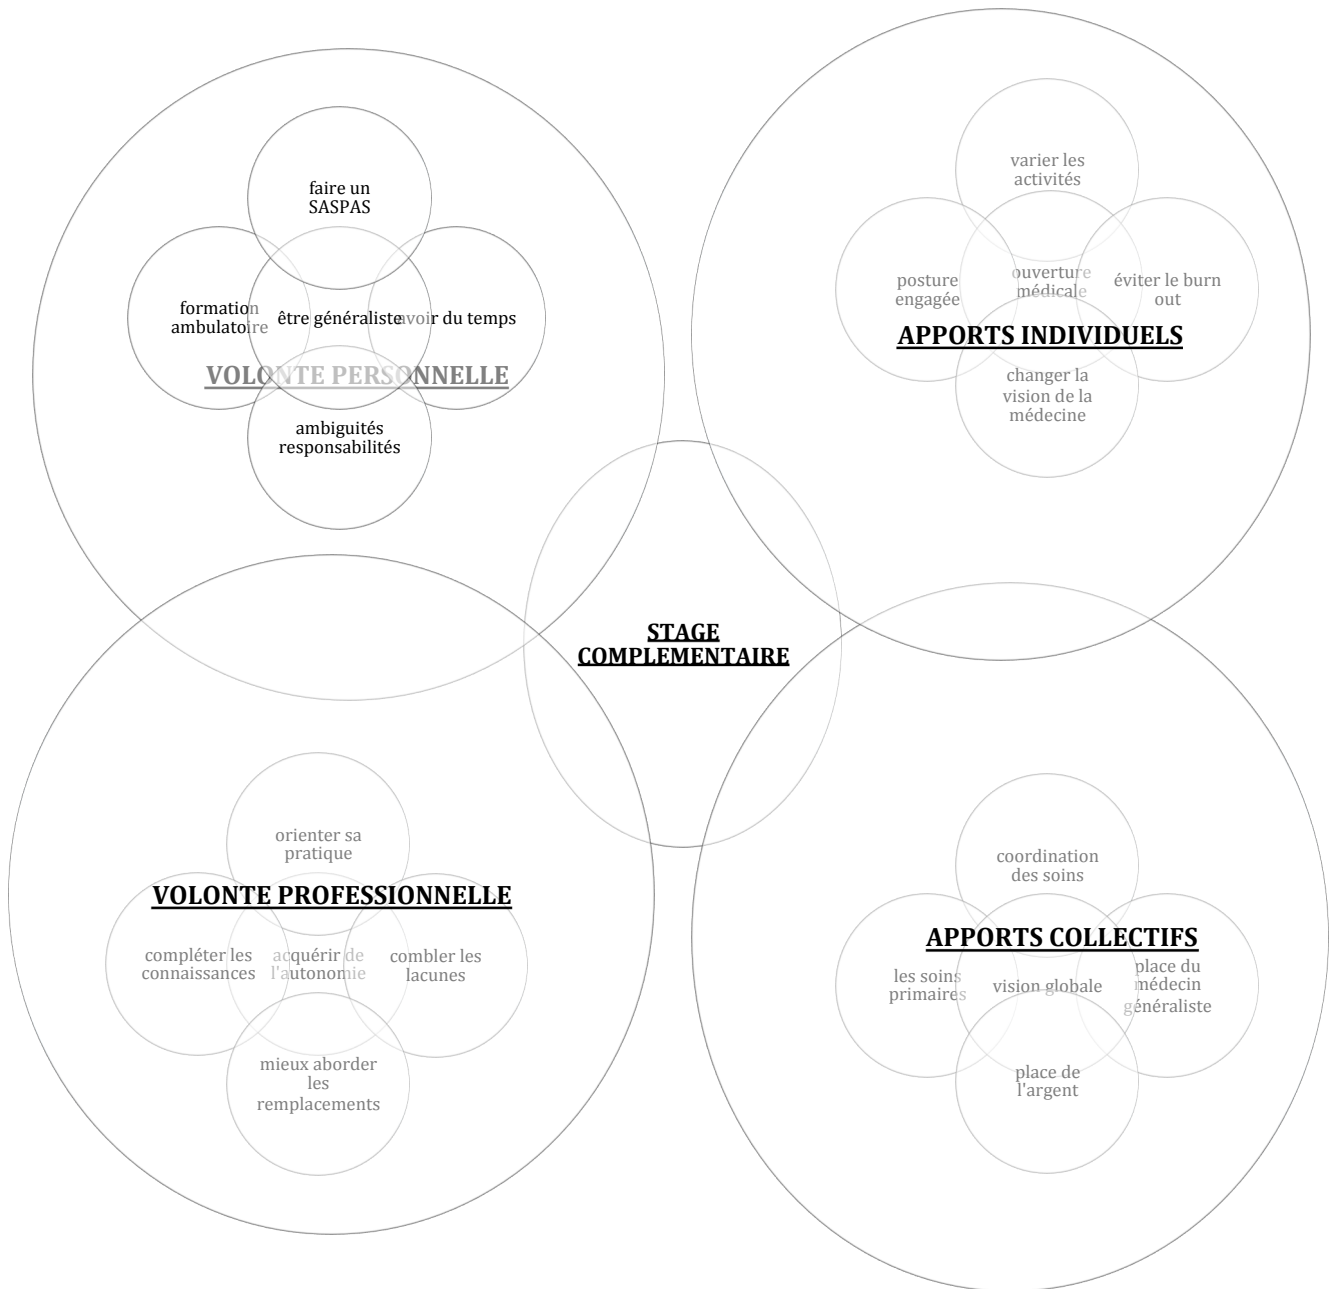 faire un
SASPAS
formation
ambulatoire
être généraliste
avoir du temps
VOLONTE PERSONNELLE
ambiguités
responsabilités
varier les
activités
posture
engagée
ouverture
médicale
éviter le burn
out
APPORTS INDIVIDUELS
changer la
vision de la
médecine
STAGE
COMPLEMENTAIRE
orienter sa
pratique
VOLONTE PROFESSIONNELLE
compléter les
connaissances
acquérir de
l'autonomie
combler les
lacunes
mieux aborder
les
remplacements
coordination
des soins
APPORTS COLLECTIFS
les soins
primaires
vision globale
place du
médecin
généraliste
place de
l'argent